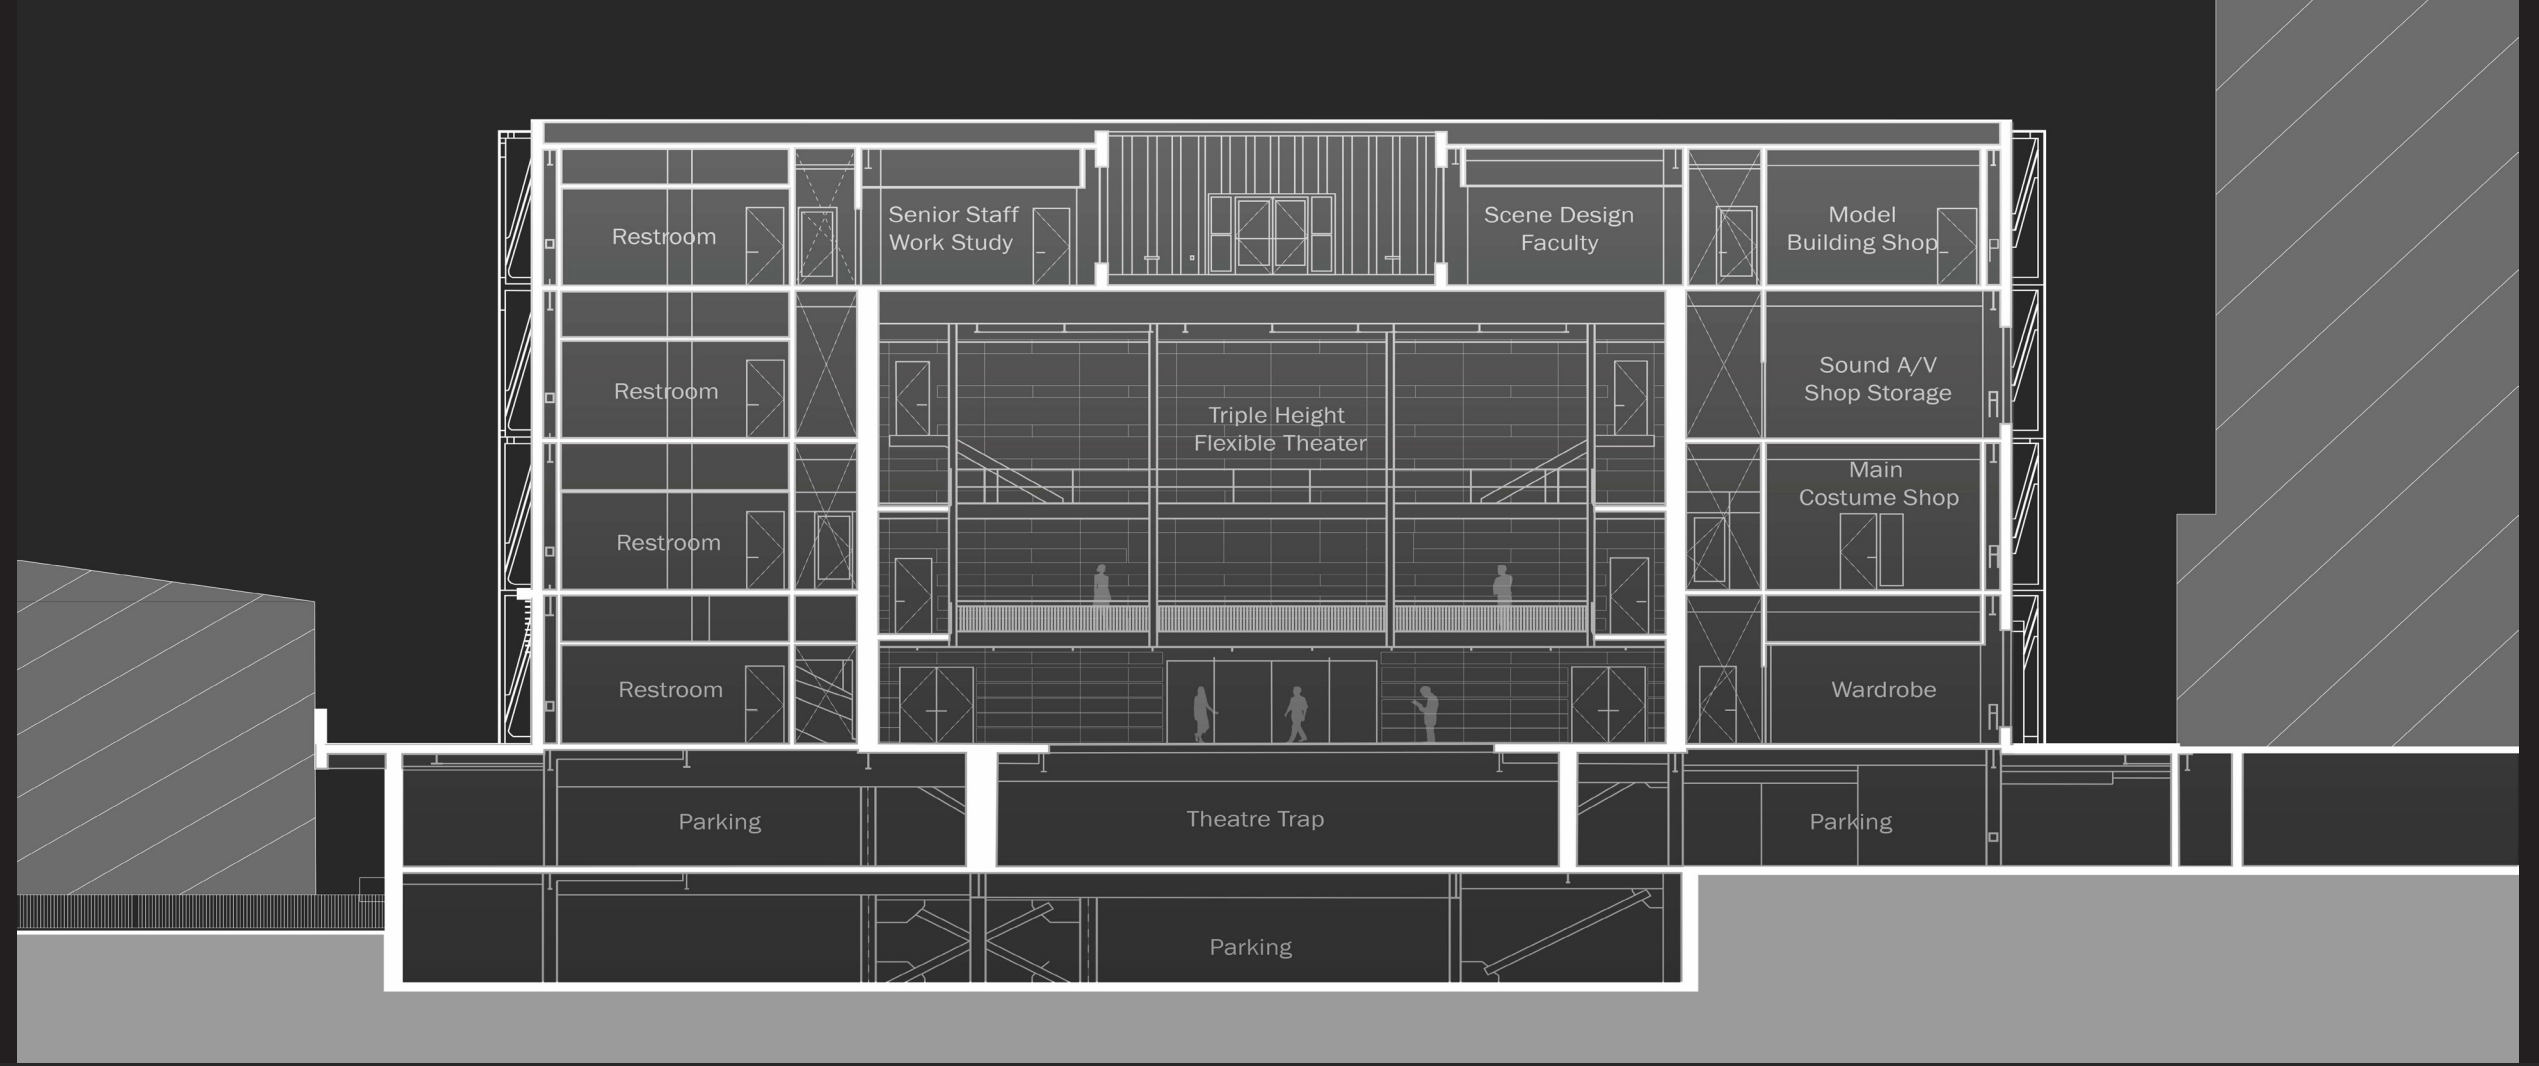 Restroom
Senior Staff
Work Study
Scene Design
Faculty
Model
Building Shop
Restroom
Triple Height
Flexible Theater
Sound A/V
Shop Storage
Restroom
Main
Costume Shop
Restroom
Wardrobe
Parking
Theatre Trap
Parking
Parking